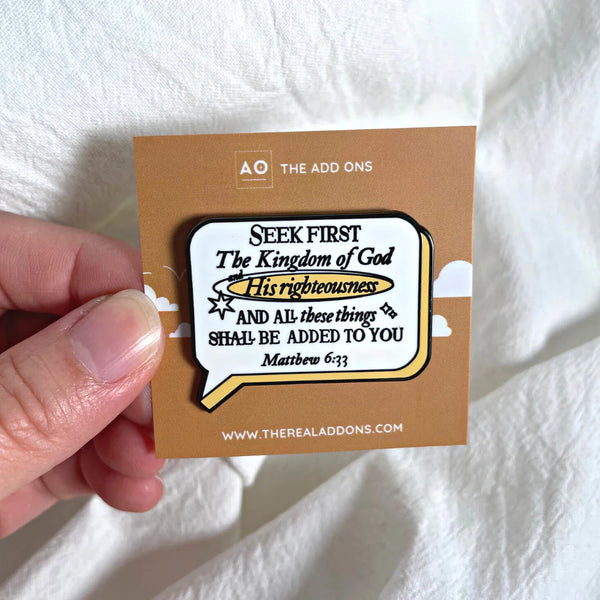 AO THE ADD ONS
SEEK FIRST
The Kingdom of God
and
His righteousness
AND ALL these things
SHALL BE ADDED TO YOU
Matthew 6:33
WWW.THEREALADDONS.COM